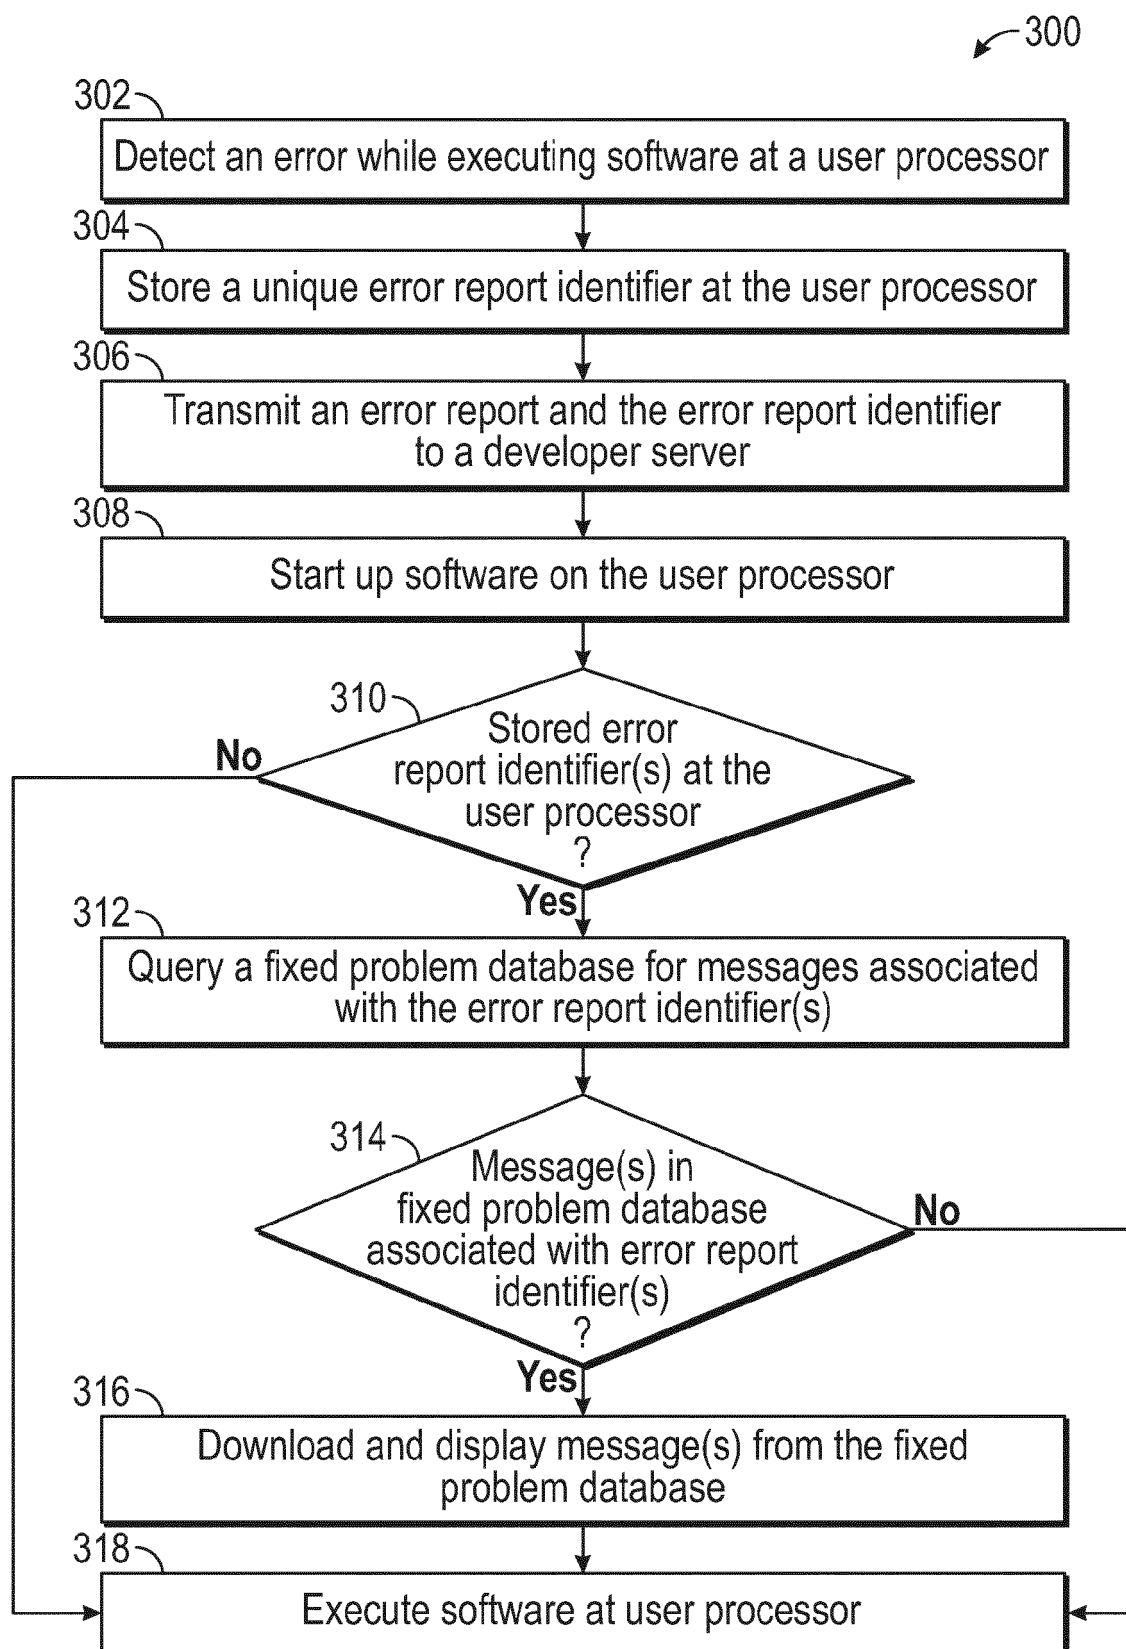 300
302
Detect an error while executing software at a user processor
304
Store a unique error report identifier at the user processor
306
Transmit an error report and the error report identifier
to a developer server
308
Start up software on the user processor
310
Stored error
report identifier(s) at the
user processor
?
No
Yes
312
Query a fixed problem database for messages associated
with the error report identifier(s)
314
Message(s) in
fixed problem database
associated with error report
identifier(s)
?
No
Yes
316
Download and display message(s) from the fixed
problem database
318
Execute software at user processor